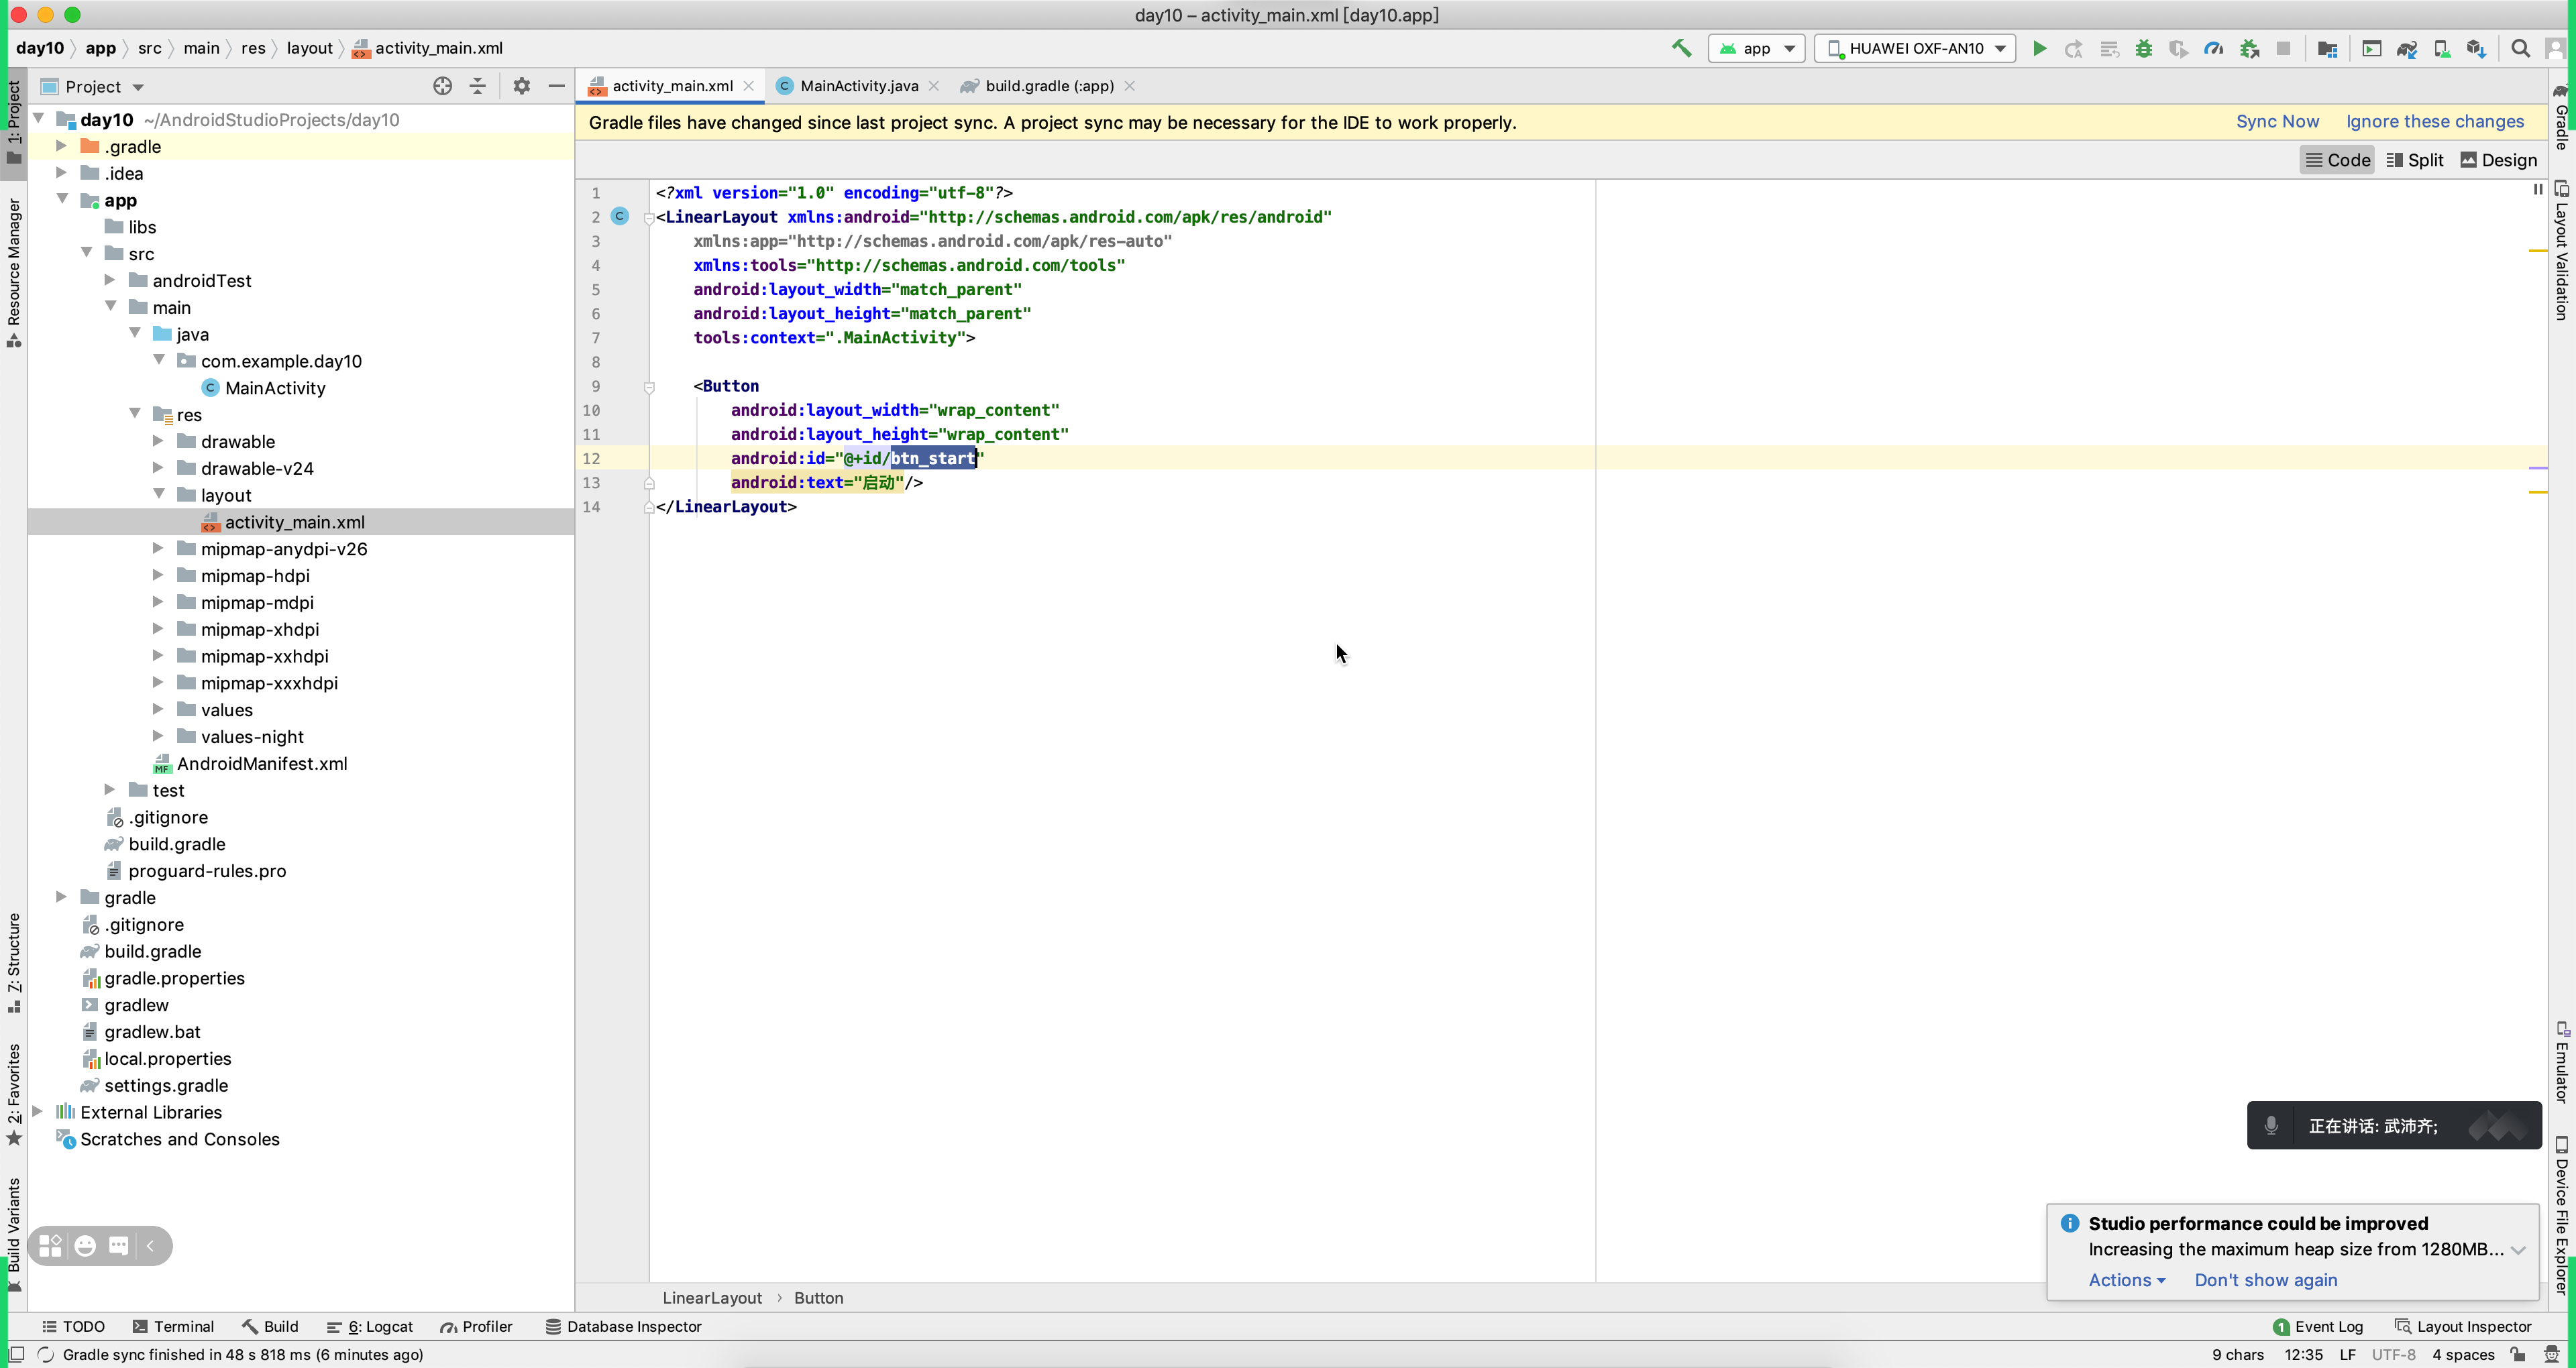 day10 – activity_main.xml [day10.app]
day10 app src main res layout activity_main.xml
app HUAWEI OXF-AN10
Project
activity_main.xml MainActivity.java build.gradle (:app)
Gradle files have changed since last project sync. A project sync may be necessary for the IDE to work properly. Sync Now Ignore these changes
Code Split Design
1: Project
Resource Manager
7: Structure
2: Favorites
Build Variants
day10 ~/AndroidStudioProjects/day10
.gradle
.idea
app
libs
src
androidTest
main
java
com.example.day10
MainActivity
res
drawable
drawable-v24
layout
activity_main.xml
mipmap-anydpi-v26
mipmap-hdpi
mipmap-mdpi
mipmap-xhdpi
mipmap-xxhdpi
mipmap-xxxhdpi
values
values-night
AndroidManifest.xml
test
.gitignore
build.gradle
proguard-rules.pro
gradle
.gitignore
build.gradle
gradle.properties
gradlew
gradlew.bat
local.properties
settings.gradle
External Libraries
Scratches and Consoles
1 <?xml version="1.0" encoding="utf-8"?>
2 <LinearLayout xmlns:android="http://schemas.android.com/apk/res/android"
3 xmlns:app="http://schemas.android.com/apk/res-auto"
4 xmlns:tools="http://schemas.android.com/tools"
5 android:layout_width="match_parent"
6 android:layout_height="match_parent"
7 tools:context=".MainActivity">
8
9 <Button
10 android:layout_width="wrap_content"
11 android:layout_height="wrap_content"
12 android:id="@+id/btn_start"
13 android:text="启动"/>
14 </LinearLayout>
Gradle
Layout Validation
Emulator
Device File Explorer
正在讲话: 武沛齐;
Studio performance could be improved
Increasing the maximum heap size from 1280MB...
Actions Don't show again
LinearLayout › Button
TODO Terminal Build 6: Logcat Profiler Database Inspector 1 Event Log Layout Inspector
Gradle sync finished in 48 s 818 ms (6 minutes ago) 9 chars 12:35 LF UTF-8 4 spaces